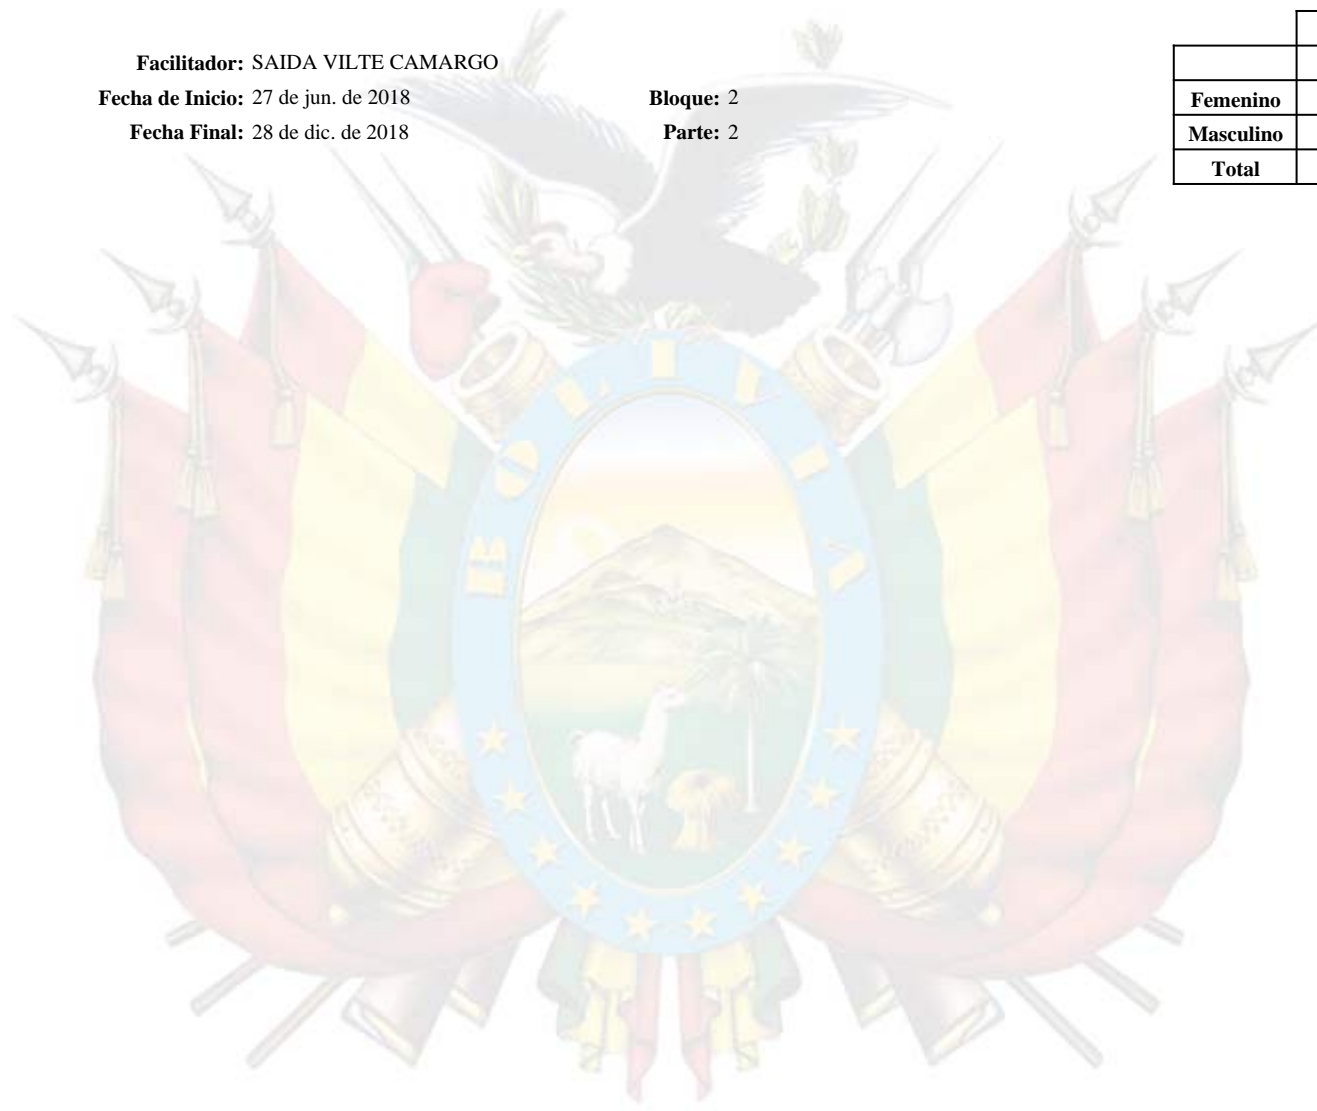 Facilitador: SAIDA VILTE CAMARGO
Fecha de Inicio: 27 de jun. de 2018 Bloque: 2
Fecha Final: 28 de dic. de 2018 Parte: 2
Femenino
Masculino
Total
BOLIVIA